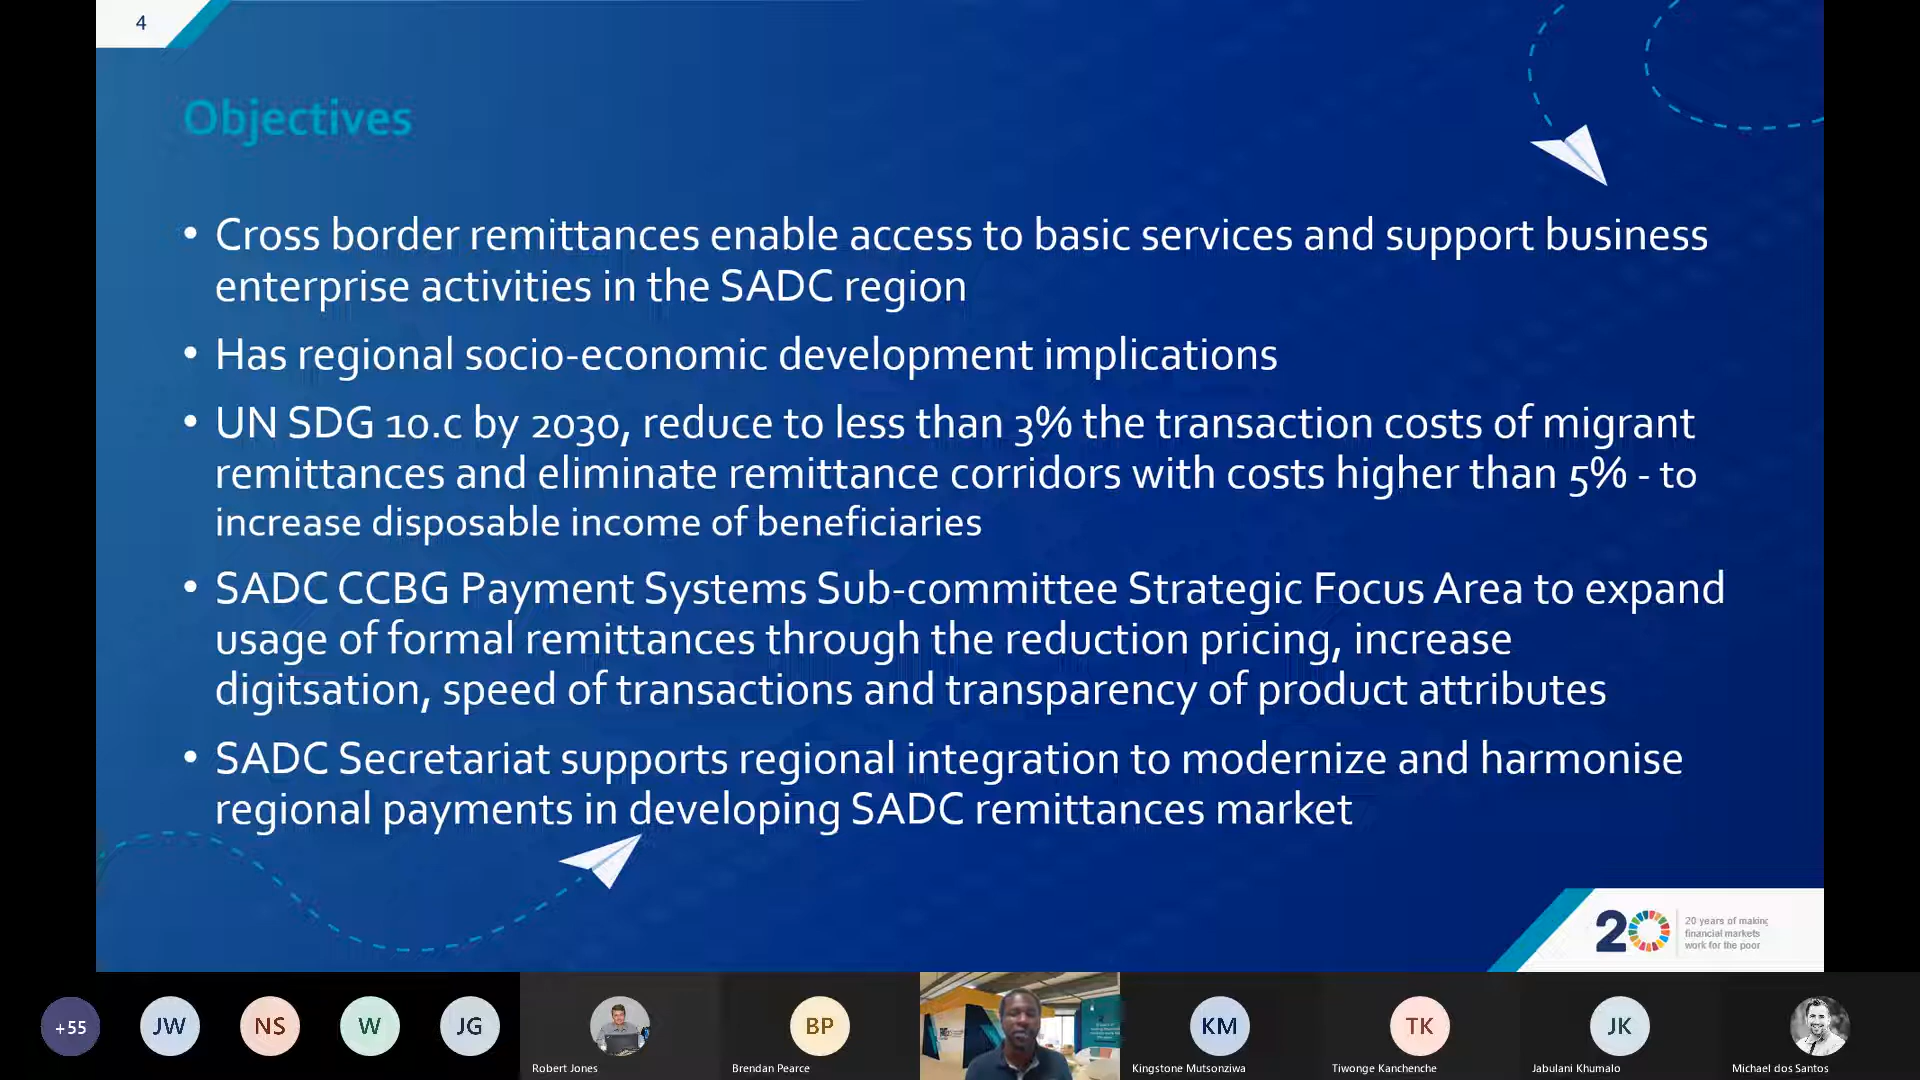 4
Objectives
• Cross border remittances enable access to basic services and support business
enterprise activities in the SADC region
• Has regional socio-economic development implications
• UN SDG 10.c by 2030, reduce to less than 3% the transaction costs of migrant
remittances and eliminate remittance corridors with costs higher than 5% - to
increase disposable income of beneficiaries
• SADC CCBG Payment Systems Sub-committee Strategic Focus Area to expand
usage of formal remittances through the reduction pricing, increase
digitsation, speed of transactions and transparency of product attributes
• SADC Secretariat supports regional integration to modernize and harmonise
regional payments in developing SADC remittances market
20
20 years of making
financial markets
work for the poor
+55
JW
NS
W
JG
Robert Jones
BP
Brendan Pearce
KM
Kingstone Mutsonziwa
TK
Tiwonge Kanchenche
JK
Jabulani Khumalo
Michael dos Santos